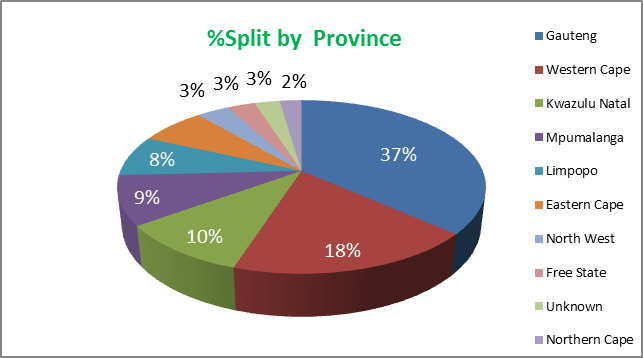 %Split by  Province
Gauteng
Western Cape
Kwazulu Natal
Mpumalanga
Limpopo
Eastern Cape
North West
Free State
Unknown
Northern Cape
37%
18%
10%
9%
8%
3%
3%
3%
2%